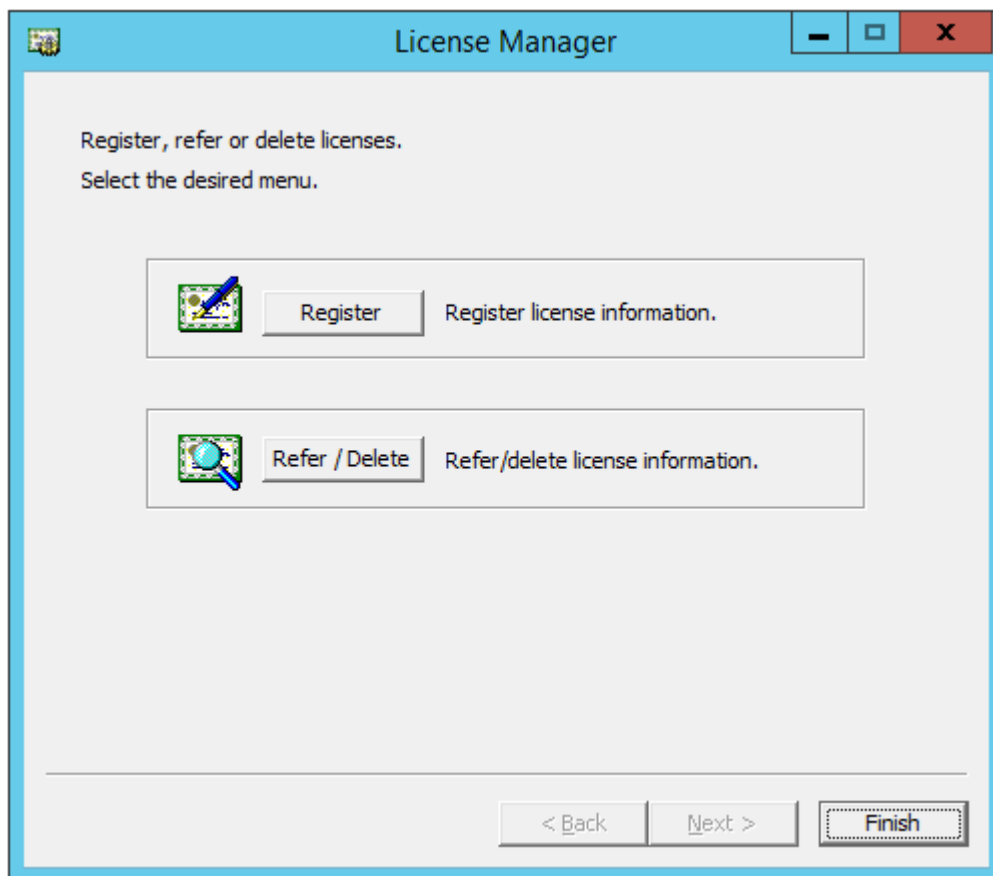 License Manager
Register, refer or delete licenses.
Select the desired menu.
Register Register license information.
Refer / Delete Refer/delete license information.
< Back Next > Finish